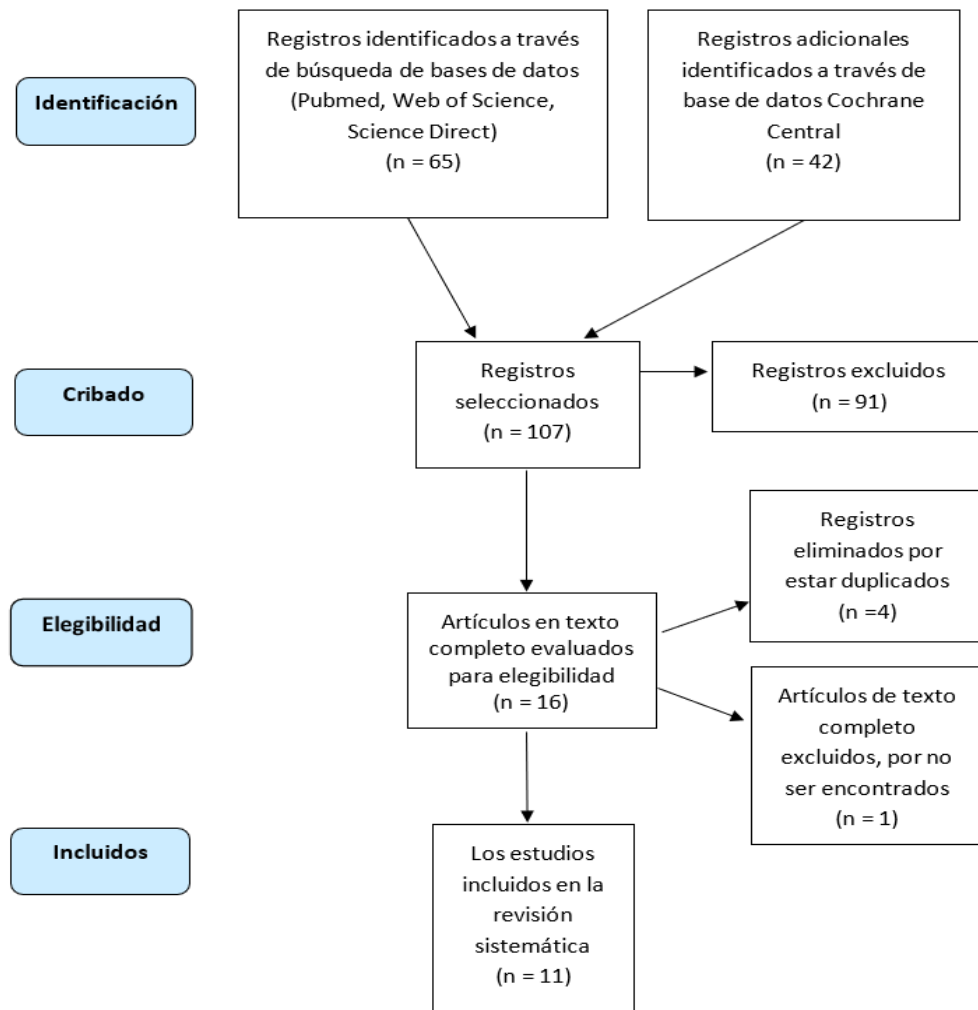 Identificación
Registros identificados a través
de búsqueda de bases de datos
(Pubmed, Web of Science,
Science Direct)
(n = 65)
Registros adicionales
identificados a través de
base de datos Cochrane
Central
(n = 42)
Cribado
Registros
seleccionados
(n = 107)
Registros excluidos
(n = 91)
Elegibilidad
Artículos en texto
completo evaluados
para elegibilidad
(n = 16)
Registros
eliminados por
estar duplicados
(n =4)
Artículos de texto
completo
excluidos, por no
ser encontrados
(n = 1)
Incluidos
Los estudios
incluidos en la
revisión
sistemática
(n = 11)